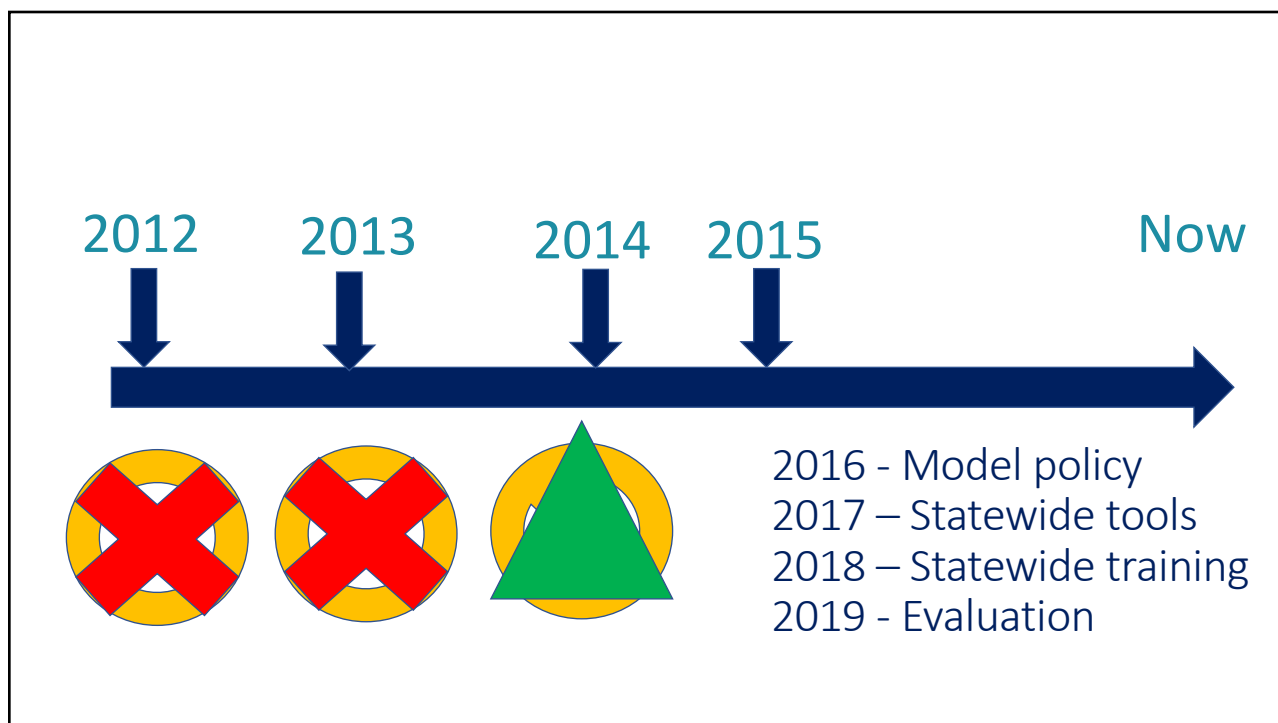 2012 2013 2014 2015 Now
2016 - Model policy
2017 – Statewide tools
2018 – Statewide training
2019 - Evaluation